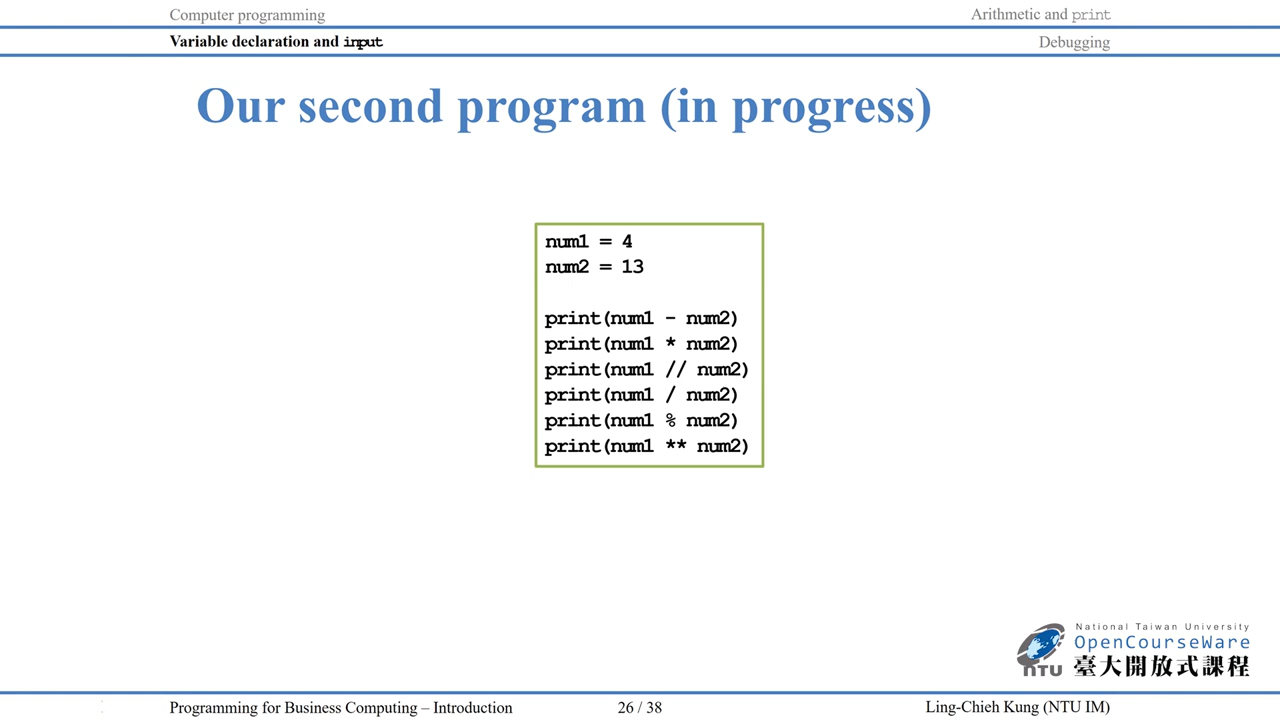 Computer programming
Arithmetic and print
Variable declaration and input
Debugging
Our second program (in progress)
num1 = 4
num2 = 13
print(num1 - num2)
print(num1 * num2)
print(num1 // num2)
print(num1 / num2)
print(num1 % num2)
print(num1 ** num2)
National Taiwan University
OpenCourseWare
NTU 臺大開放式課程
Programming for Business Computing – Introduction
26 / 38
Ling-Chieh Kung (NTU IM)